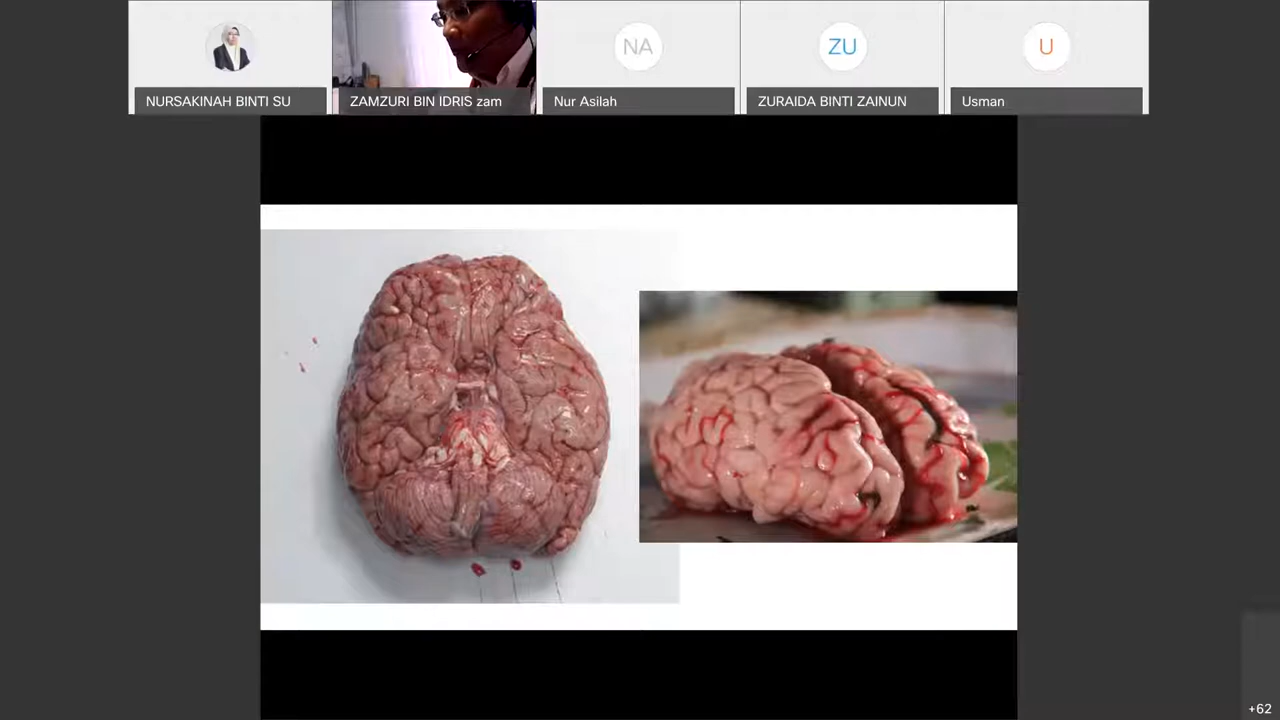 NURSAKINAH BINTI SU
ZAMZURI BIN IDRIS zam
NA
Nur Asilah
ZU
ZURAIDA BINTI ZAINUN
U
Usman
+62